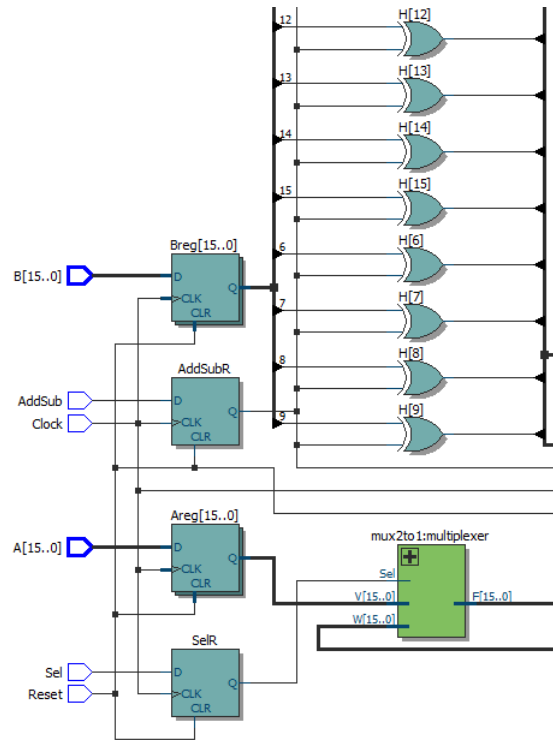 12
H[12]
13
H[13]
14
H[14]
15
H[15]
Breg[15..0]
6
H[6]
B[15..0]
D
Q
CLK
CLR
7
H[7]
AddSubR
8
H[8]
AddSub
D
Q
Clock
CLK
CLR
9
H[9]
Areg[15..0]
mux2to1:multiplexer
A[15..0]
D
Q
CLK
CLR
Sel
V[15..0]
F[15..0]
W[15..0]
SelR
Sel
D
Q
Reset
CLK
CLR